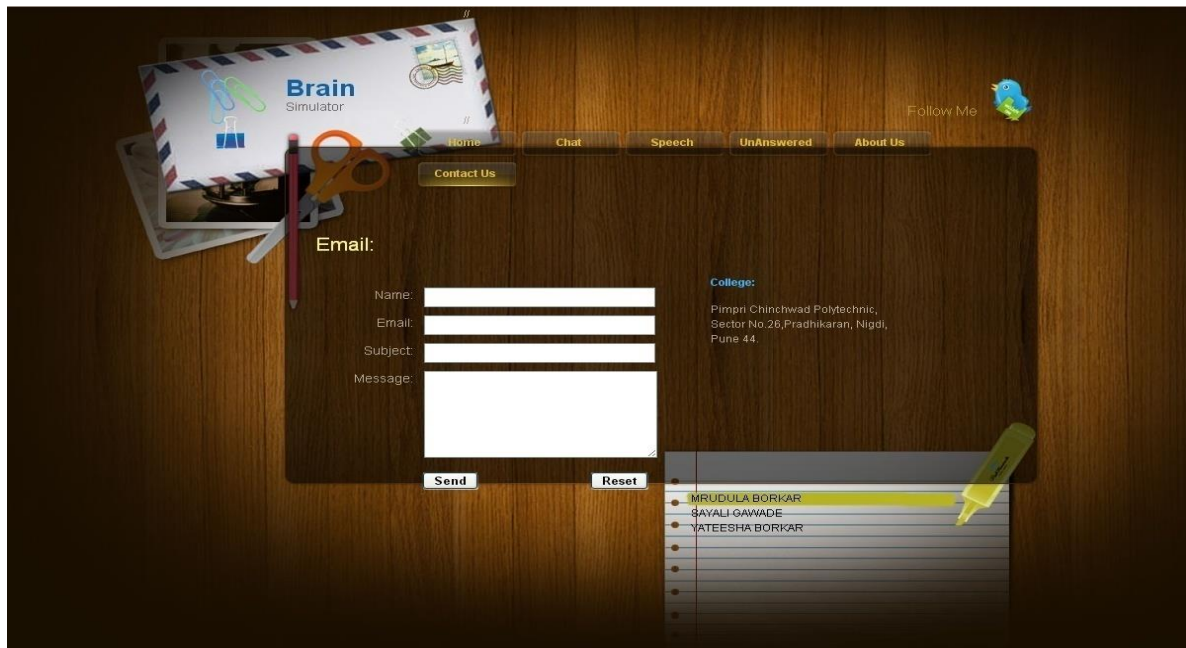 //
Brain
Simulator
//
Follow Me
Home Chat Speech UnAnswered About Us
Contact Us
Email:
College:
Name:
Pimpri Chinchwad Polytechnic,
Email:
Sector No.26,Pradhikaran, Nigdi,
Pune 44.
Subject:
Message:
Send Reset
MRUDULA BORKAR
SAYALI GAWADE
YATEESHA BORKAR